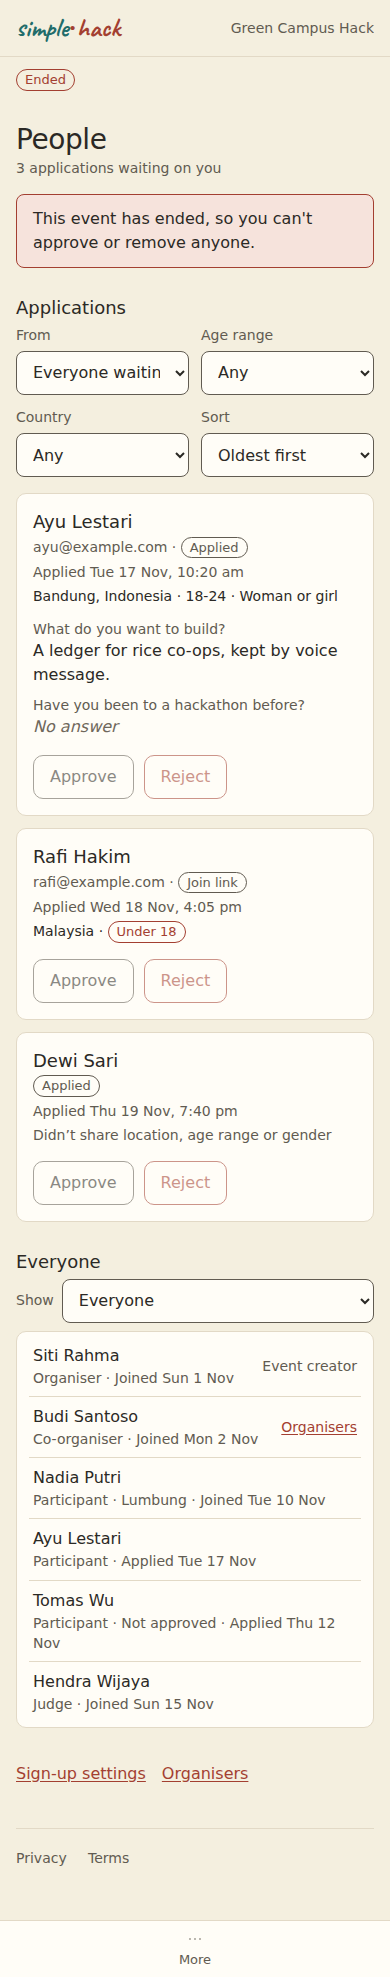 simple·hack
Green Campus Hack
Ended
People
3 applications waiting on you
This event has ended, so you can't
approve or remove anyone.
Applications
From
Age range
Everyone waitin
Any
Country
Sort
Any
Oldest first
Ayu Lestari
ayu@example.com · Applied
Applied Tue 17 Nov, 10:20 am
Bandung, Indonesia · 18-24 · Woman or girl
What do you want to build?
A ledger for rice co-ops, kept by voice
message.
Have you been to a hackathon before?
No answer
Approve
Reject
Rafi Hakim
rafi@example.com · Join link
Applied Wed 18 Nov, 4:05 pm
Malaysia · Under 18
Approve
Reject
Dewi Sari
Applied
Applied Thu 19 Nov, 7:40 pm
Didn’t share location, age range or gender
Approve
Reject
Everyone
Show
Everyone
Siti Rahma
Organiser · Joined Sun 1 Nov
Event creator
Budi Santoso
Co-organiser · Joined Mon 2 Nov
Organisers
Nadia Putri
Participant · Lumbung · Joined Tue 10 Nov
Ayu Lestari
Participant · Applied Tue 17 Nov
Tomas Wu
Participant · Not approved · Applied Thu 12
Nov
Hendra Wijaya
Judge · Joined Sun 15 Nov
Sign-up settings
Organisers
Privacy
Terms
...
More